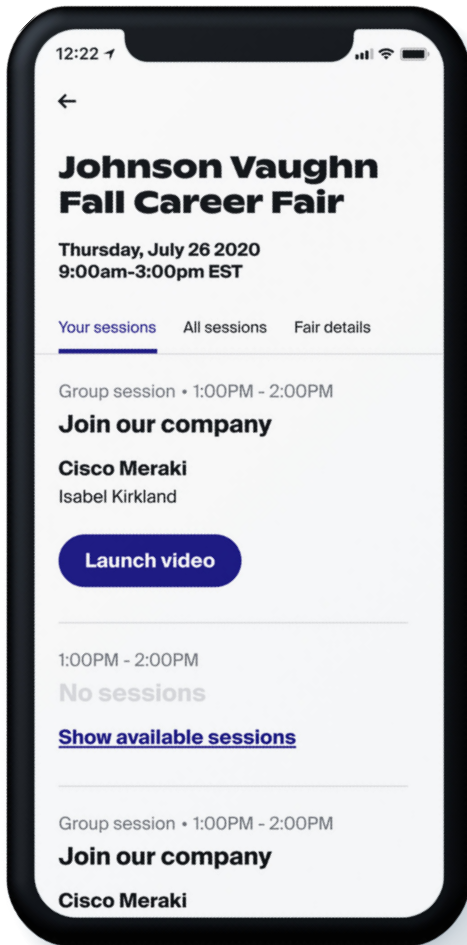 12:22
Johnson Vaughn
Fall Career Fair
Thursday, July 26 2020
9:00am-3:00pm EST
Your sessions All sessions Fair details
Group session • 1:00PM - 2:00PM
Join our company
Cisco Meraki
Isabel Kirkland
Launch video
1:00PM - 2:00PM
No sessions
Show available sessions
Group session • 1:00PM - 2:00PM
Join our company
Cisco Meraki